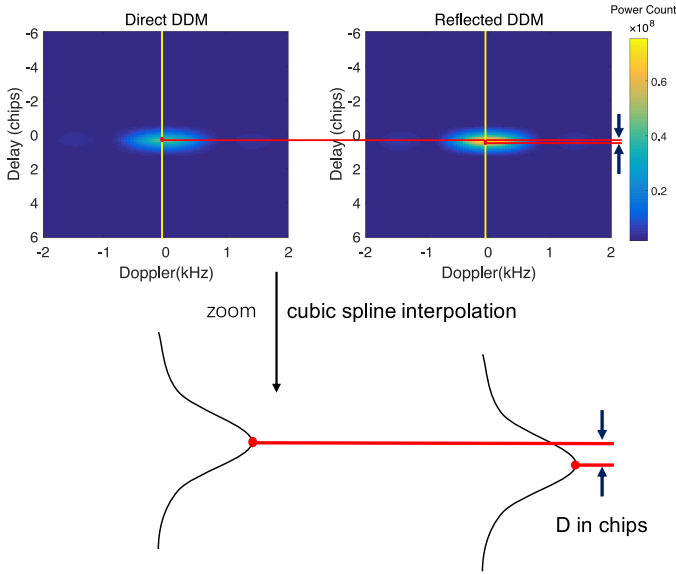 Direct DDM
Reflected DDM
Power Count
×10⁸
-6
-4
-2
0
2
4
6
Delay (chips)
-2
-1
0
1
2
Doppler(kHz)
-6
-4
-2
0
2
4
6
Delay (chips)
-2
-1
0
1
2
Doppler(kHz)
0.6
0.4
0.2
zoom
cubic spline interpolation
D in chips